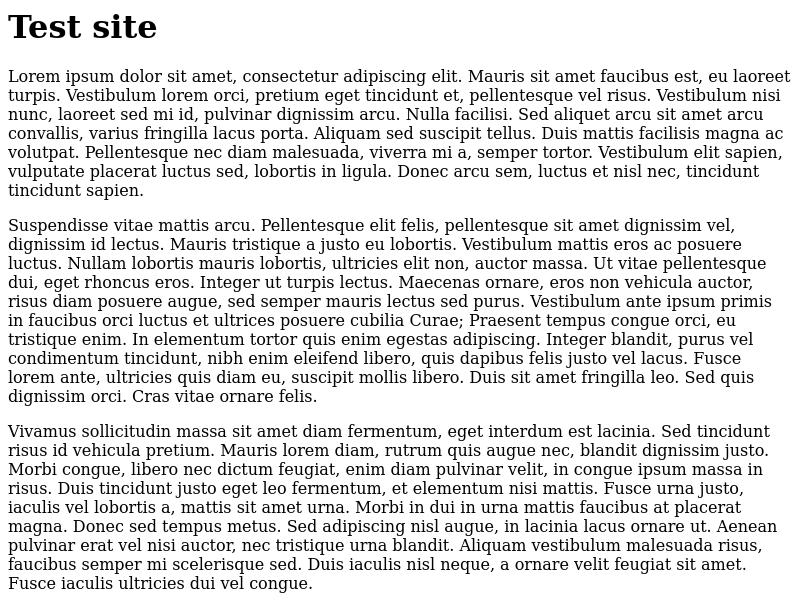 Test site
Lorem ipsum dolor sit amet, consectetur adipiscing elit. Mauris sit amet faucibus est, eu laoreet
turpis. Vestibulum lorem orci, pretium eget tincidunt et, pellentesque vel risus. Vestibulum nisi
nunc, laoreet sed mi id, pulvinar dignissim arcu. Nulla facilisi. Sed aliquet arcu sit amet arcu
convallis, varius fringilla lacus porta. Aliquam sed suscipit tellus. Duis mattis facilisis magna ac
volutpat. Pellentesque nec diam malesuada, viverra mi a, semper tortor. Vestibulum elit sapien,
vulputate placerat luctus sed, lobortis in ligula. Donec arcu sem, luctus et nisl nec, tincidunt
tincidunt sapien.
Suspendisse vitae mattis arcu. Pellentesque elit felis, pellentesque sit amet dignissim vel,
dignissim id lectus. Mauris tristique a justo eu lobortis. Vestibulum mattis eros ac posuere
luctus. Nullam lobortis mauris lobortis, ultricies elit non, auctor massa. Ut vitae pellentesque
dui, eget rhoncus eros. Integer ut turpis lectus. Maecenas ornare, eros non vehicula auctor,
risus diam posuere augue, sed semper mauris lectus sed purus. Vestibulum ante ipsum primis
in faucibus orci luctus et ultrices posuere cubilia Curae; Praesent tempus congue orci, eu
tristique enim. In elementum tortor quis enim egestas adipiscing. Integer blandit, purus vel
condimentum tincidunt, nibh enim eleifend libero, quis dapibus felis justo vel lacus. Fusce
lorem ante, ultricies quis diam eu, suscipit mollis libero. Duis sit amet fringilla leo. Sed quis
dignissim orci. Cras vitae ornare felis.
Vivamus sollicitudin massa sit amet diam fermentum, eget interdum est lacinia. Sed tincidunt
risus id vehicula pretium. Mauris lorem diam, rutrum quis augue nec, blandit dignissim justo.
Morbi congue, libero nec dictum feugiat, enim diam pulvinar velit, in congue ipsum massa in
risus. Duis tincidunt justo eget leo fermentum, et elementum nisi mattis. Fusce urna justo,
iaculis vel lobortis a, mattis sit amet urna. Morbi in dui in urna mattis faucibus at placerat
magna. Donec sed tempus metus. Sed adipiscing nisl augue, in lacinia lacus ornare ut. Aenean
pulvinar erat vel nisi auctor, nec tristique urna blandit. Aliquam vestibulum malesuada risus,
faucibus semper mi scelerisque sed. Duis iaculis nisl neque, a ornare velit feugiat sit amet.
Fusce iaculis ultricies dui vel congue.